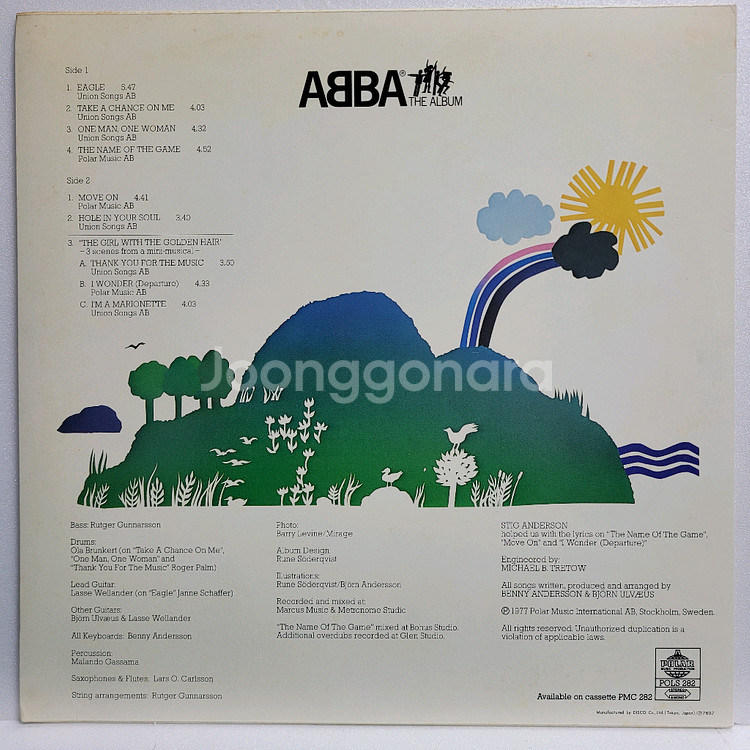 ABBA® THE ALBUM
Side 1
1. EAGLE 5.47
Union Songs AB
2. TAKE A CHANCE ON ME 4.03
Union Songs AB
3. ONE MAN, ONE WOMAN 4.32
Union Songs AB
4. THE NAME OF THE GAME 4.52
Polar Music AB
Side 2
1. MOVE ON 4.41
Polar Music AB
2. HOLE IN YOUR SOUL 3.40
Union Songs AB
3. 'THE GIRL WITH THE GOLDEN HAIR'
– 3 scenes from a mini-musical –
A. THANK YOU FOR THE MUSIC 3.50
Union Songs AB
B. I WONDER (Departure) 4.33
Polar Music AB
C. I'M A MARIONETTE 4.03
Union Songs AB
Joonggonara
Bass: Rutger Gunnarsson
Drums:
Ola Brunkert (on "Take A Chance On Me",
"One Man, One Woman" and
"Thank You For The Music" Roger Palm)
Lead Guitar:
Lasse Wellander (on "Eagle" Janne Schaffer)
Other Guitars:
Björn Ulvæus & Lasse Wellander
All Keyboards: Benny Andersson
Percussion:
Malando Gassama
Saxophones & Flutes: Lars O. Carlsson
String arrangements: Rutger Gunnarsson
Photo:
Barry Levine/Mirage
Album Design:
Rune Söderqvist
Illustrations:
Rune Söderqvist/Björn Andersson
Recorded and mixed at:
Marcus Music & Metronome Studio
"The Name Of The Game" mixed at Bohus Studio.
Additional overdubs recorded at Glen Studio.
STIG ANDERSON
helped us with the lyrics on "The Name Of The Game",
"Move On" and "I Wonder (Departure)"
Engineered by:
MICHAEL B. TRETOW
All songs written, produced and arranged by
BENNY ANDERSSON & BJÖRN ULVÆUS
℗ 1977 Polar Music International AB, Stockholm, Sweden.
All rights reserved. Unauthorized duplication is a
violation of applicable laws.
POLAR
MUSIC PRODUCTION
POLS 282
STEREO
Available on cassette PMC 282
Manufactured by DISCO Co., Ltd. (Tokyo, Japan)